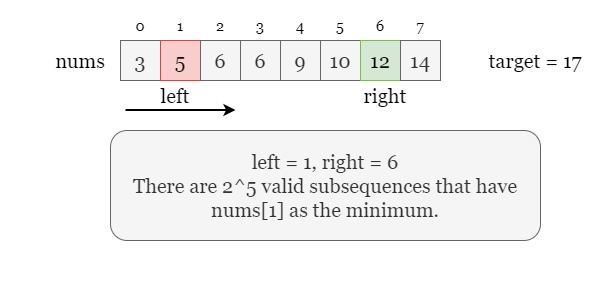 0 1 2 3 4 5 6 7
nums 3 5 6 6 9 10 12 14 target = 17
left right
left = 1, right = 6
There are 2^5 valid subsequences that have
nums[1] as the minimum.